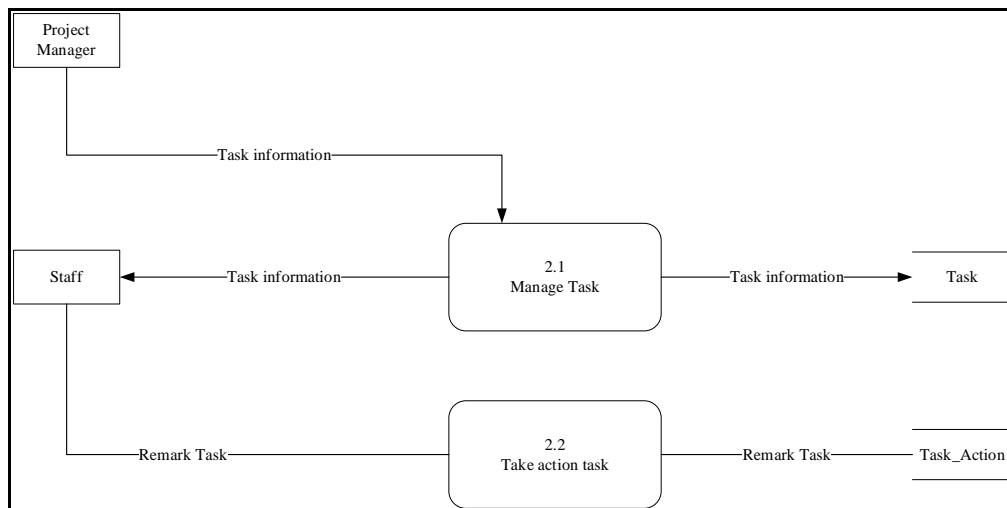 Project
Manager
Task information
2.1
Manage Task
Staff
Task information
Task information
Task
2.2
Take action task
Remark Task
Remark Task
Task_Action